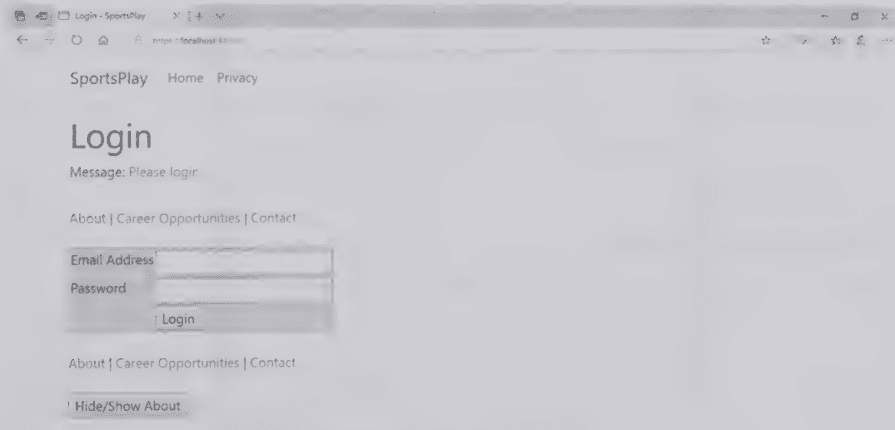 Login - SportsPlay
SportsPlay Home Privacy
Login
Message: Please login
About | Career Opportunities | Contact
Email Address
Password
Login
About | Career Opportunities | Contact
Hide/Show About